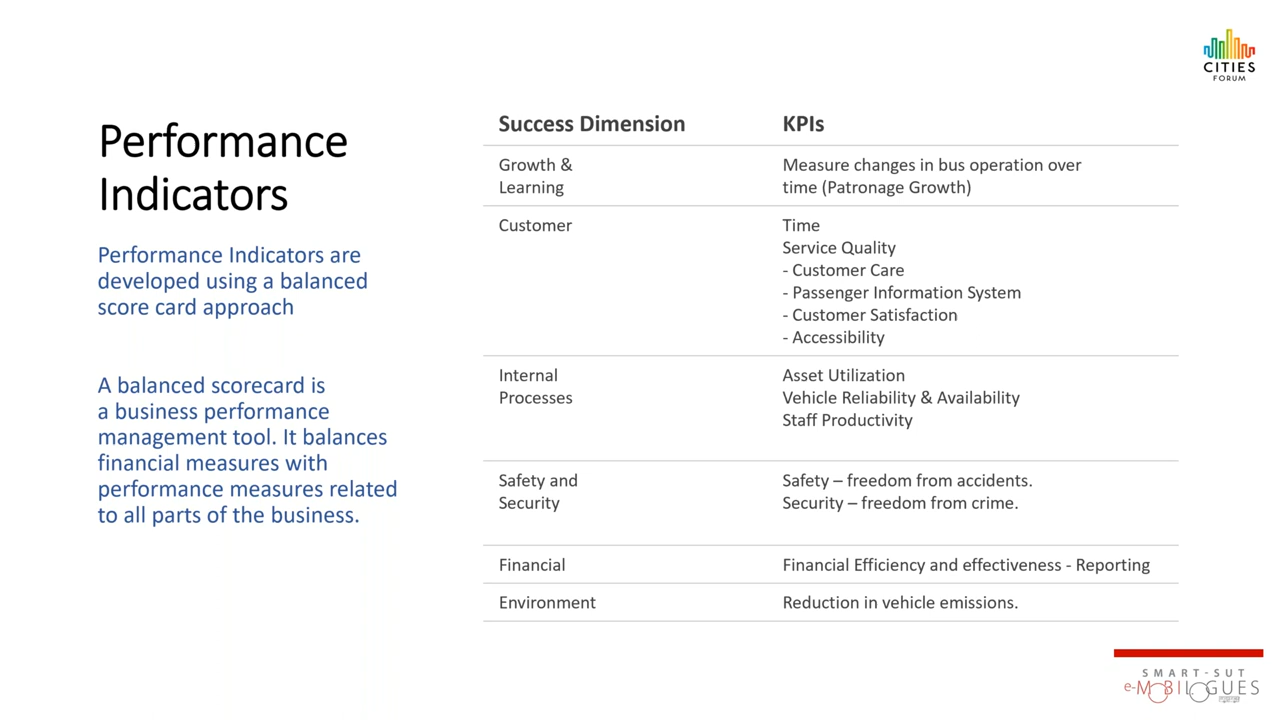 CITIES
FORUM
Performance
Indicators
Performance Indicators are
developed using a balanced
score card approach
A balanced scorecard is
a business performance
management tool. It balances
financial measures with
performance measures related
to all parts of the business.
Success Dimension KPIs
Growth &
Learning
Measure changes in bus operation over
time (Patronage Growth)
Customer
Time
Service Quality
- Customer Care
- Passenger Information System
- Customer Satisfaction
- Accessibility
Internal
Processes
Asset Utilization
Vehicle Reliability & Availability
Staff Productivity
Safety and
Security
Safety – freedom from accidents.
Security – freedom from crime.
Financial
Financial Efficiency and effectiveness - Reporting
Environment
Reduction in vehicle emissions.
SMART-SUT
e-MOBILOGUES